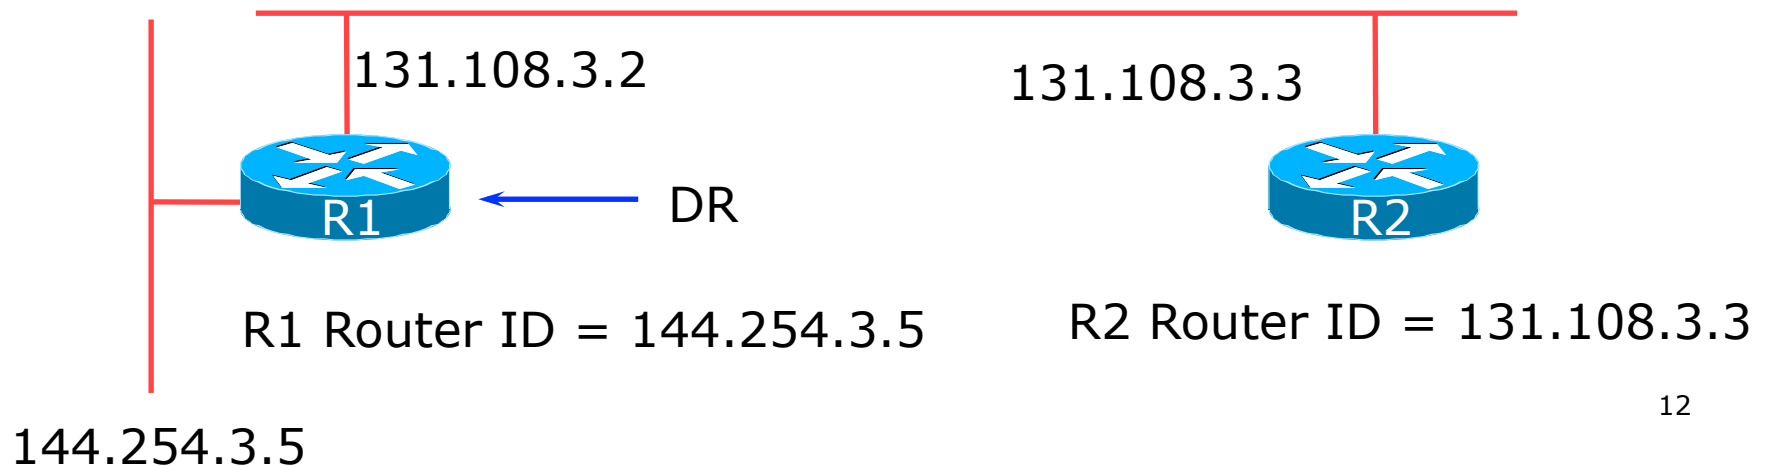 131.108.3.2
131.108.3.3
R1
DR
R2
R1 Router ID = 144.254.3.5
R2 Router ID = 131.108.3.3
12
144.254.3.5